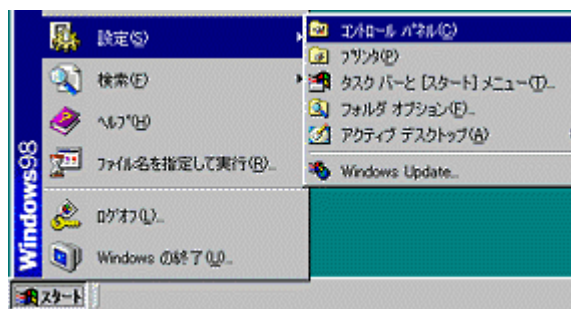 設定(S)
検索(F)
ﾍﾙﾌﾟ(H)
ファイル名を指定して実行(R)...
ﾛｸﾞｵﾌ(L)...
Windows の終了(U)...
Windows98
スタート
ｺﾝﾄﾛｰﾙ ﾊﾟﾈﾙ(C)
ﾌﾟﾘﾝﾀ(P)
タスク バーと [スタート] メニュー(T)...
フォルダ オプション(F)...
アクティブ デスクトップ(A)
Windows Update...